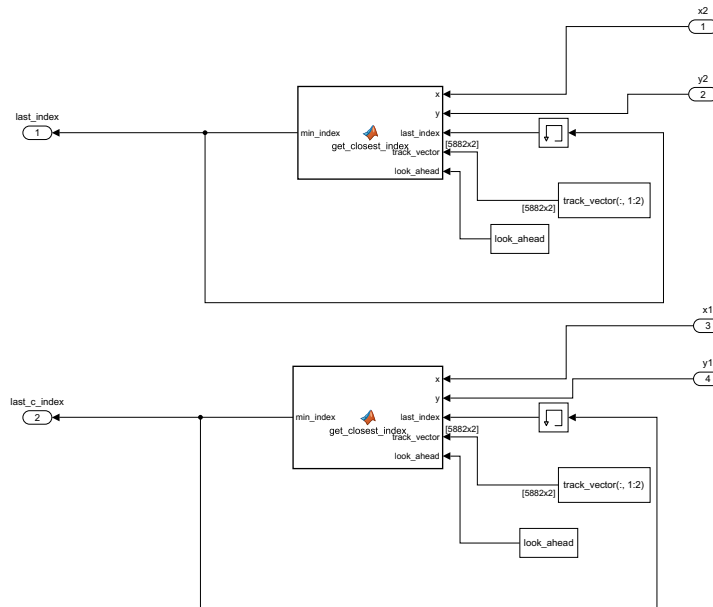 x2
1
y2
2
last_index
1
x
y
min_index
last_index
get_closest_index
[5882x2]
track_vector
look_ahead
[5882x2]
track_vector(:, 1:2)
look_ahead
x1
3
y1
4
last_c_index
2
x
y
min_index
last_index
get_closest_index
[5882x2]
track_vector
look_ahead
[5882x2]
track_vector(:, 1:2)
look_ahead